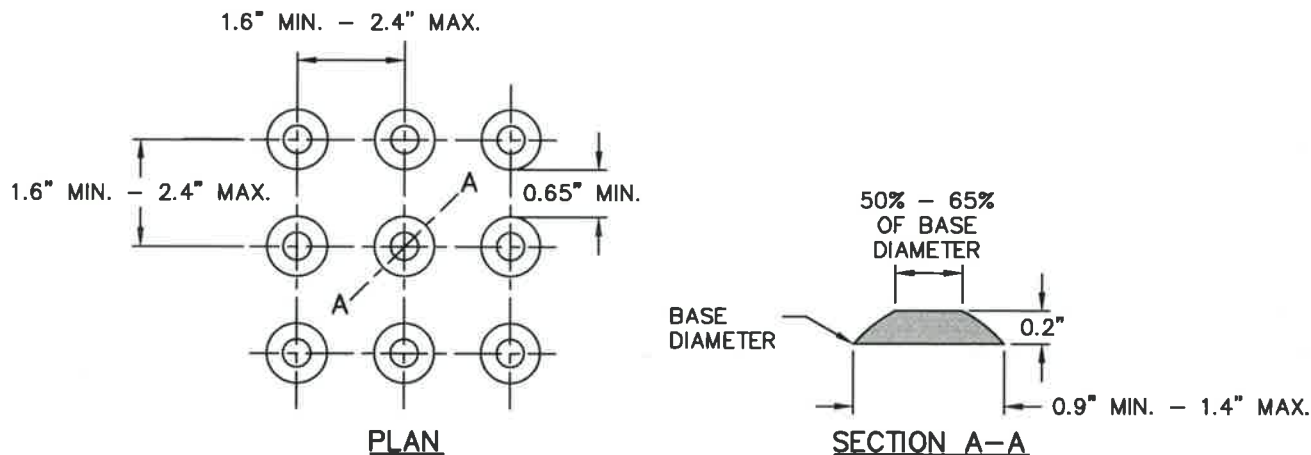 1.6" MIN. - 2.4" MAX.
1.6" MIN. - 2.4" MAX.
A
0.65" MIN.
A
PLAN
50% - 65%
OF BASE
DIAMETER
BASE
DIAMETER
0.2"
0.9" MIN. - 1.4" MAX.
SECTION A-A